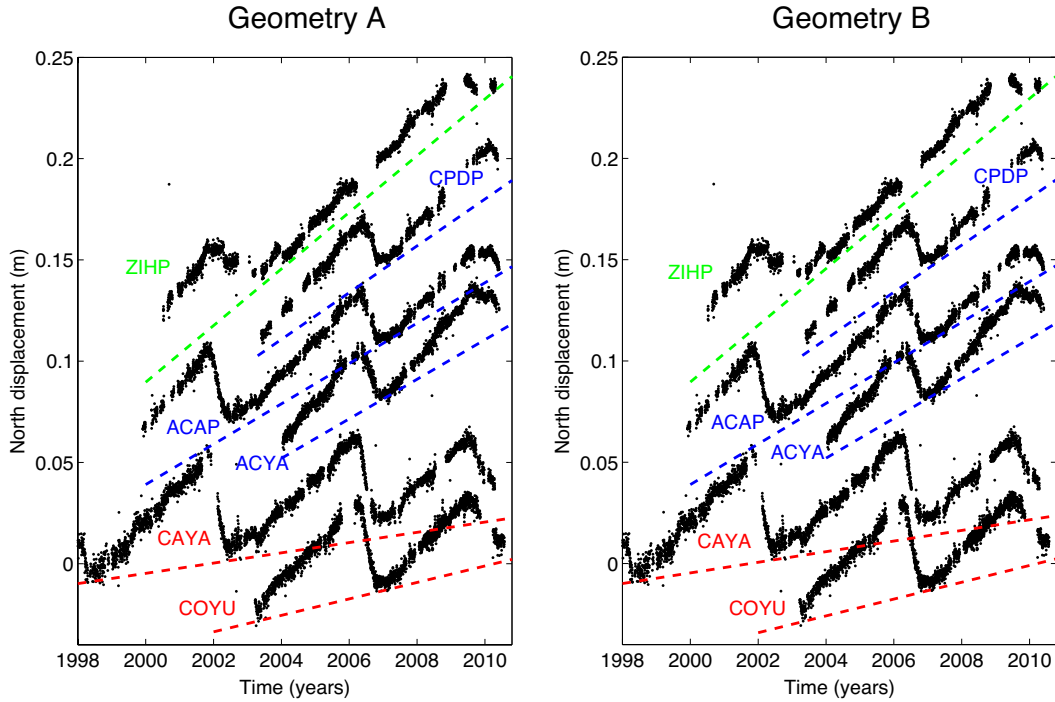 Geometry A
0.25
0.2
0.15
0.1
0.05
0
North displacement (m)
CPDP
ZIHP
ACAP
ACYA
CAYA
COYU
1998 2000 2002 2004 2006 2008 2010
Time (years)
Geometry B
0.25
0.2
0.15
0.1
0.05
0
North displacement (m)
CPDP
ZIHP
ACAP
ACYA
CAYA
COYU
1998 2000 2002 2004 2006 2008 2010
Time (years)